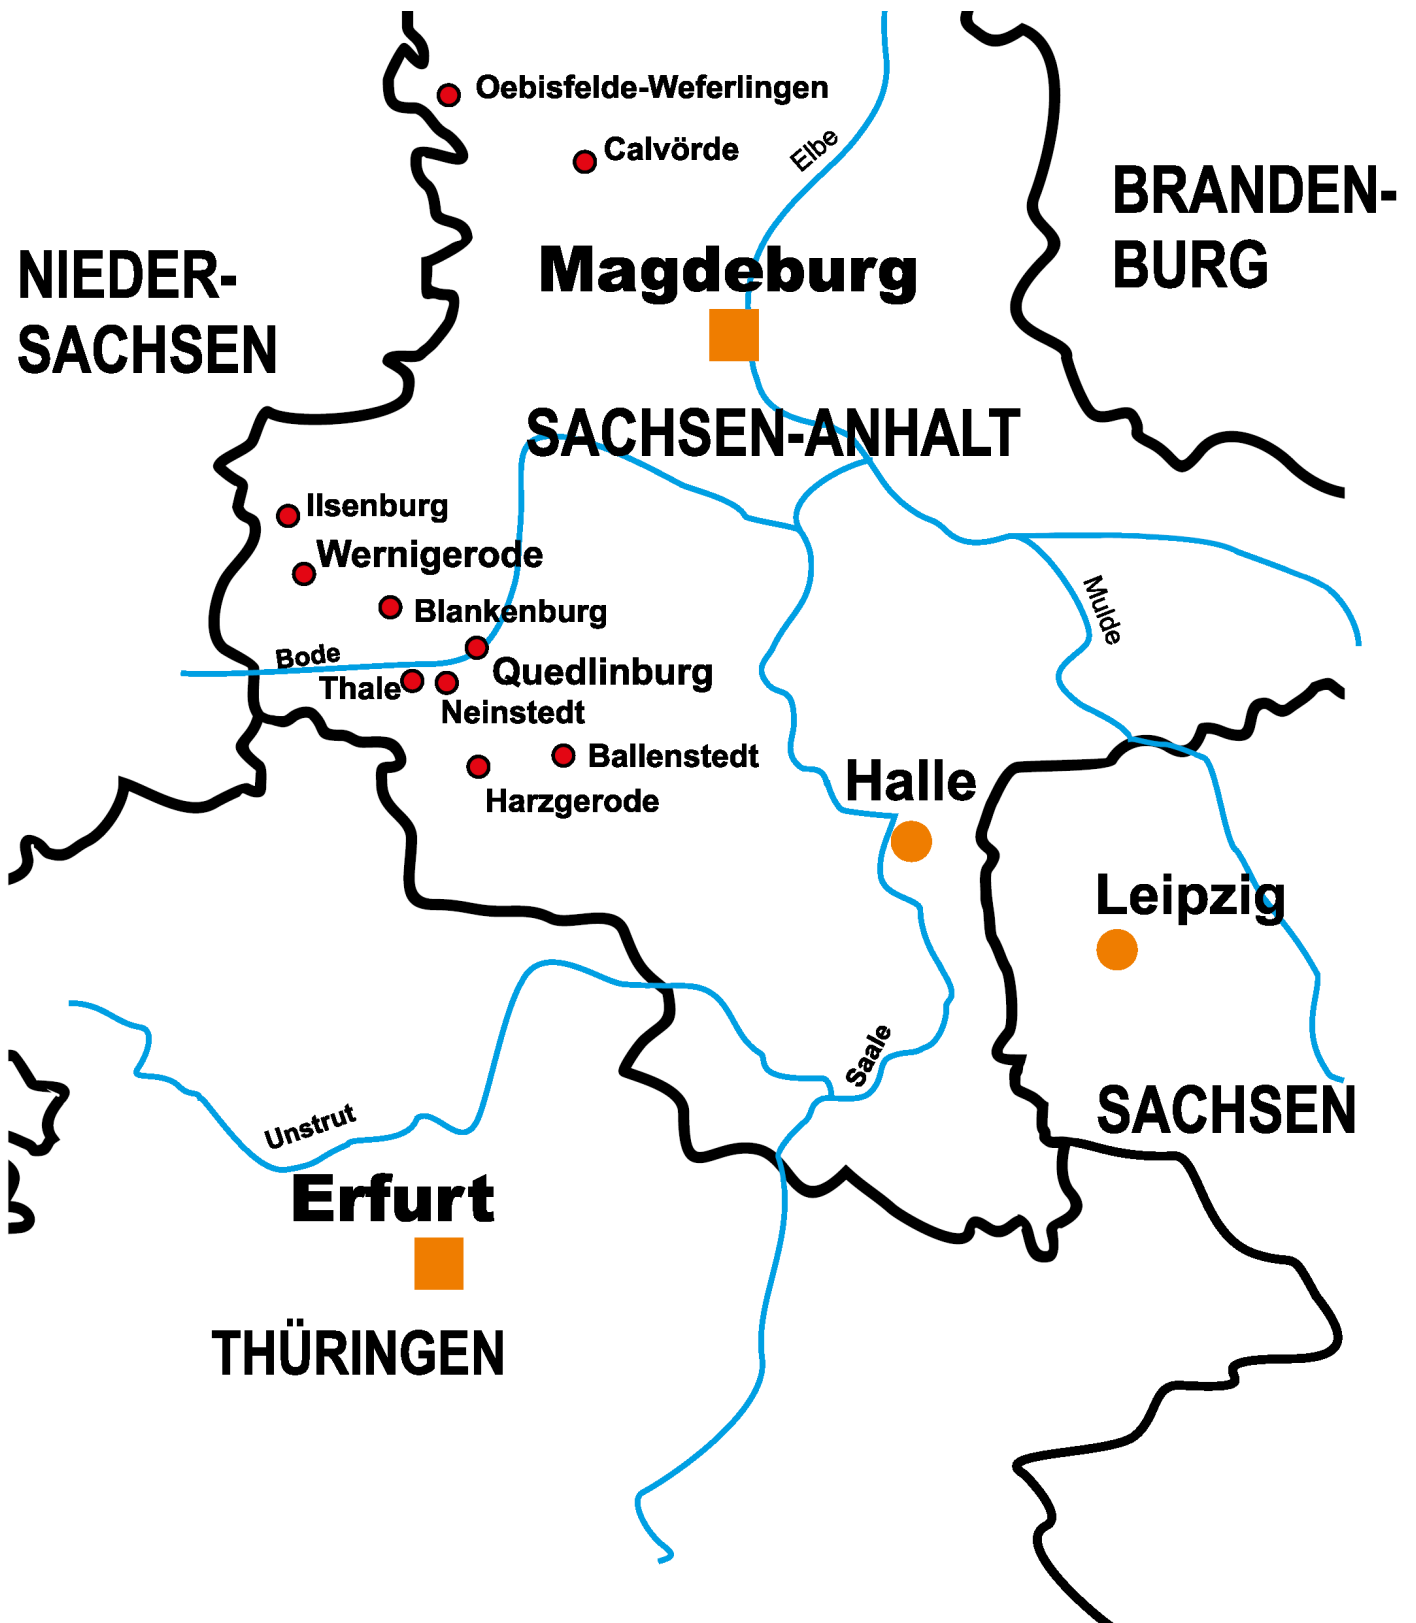 Oebisfelde-Weferlingen
Calvörde
Elbe
BRANDEN-
BURG
NIEDER-
SACHSEN
Magdeburg
SACHSEN-ANHALT
Ilsenburg
Wernigerode
Blankenburg
Mulde
Bode
Quedlinburg
Thale
Neinstedt
Ballenstedt
Harzgerode
Halle
Leipzig
Saale
SACHSEN
Unstrut
Erfurt
THÜRINGEN